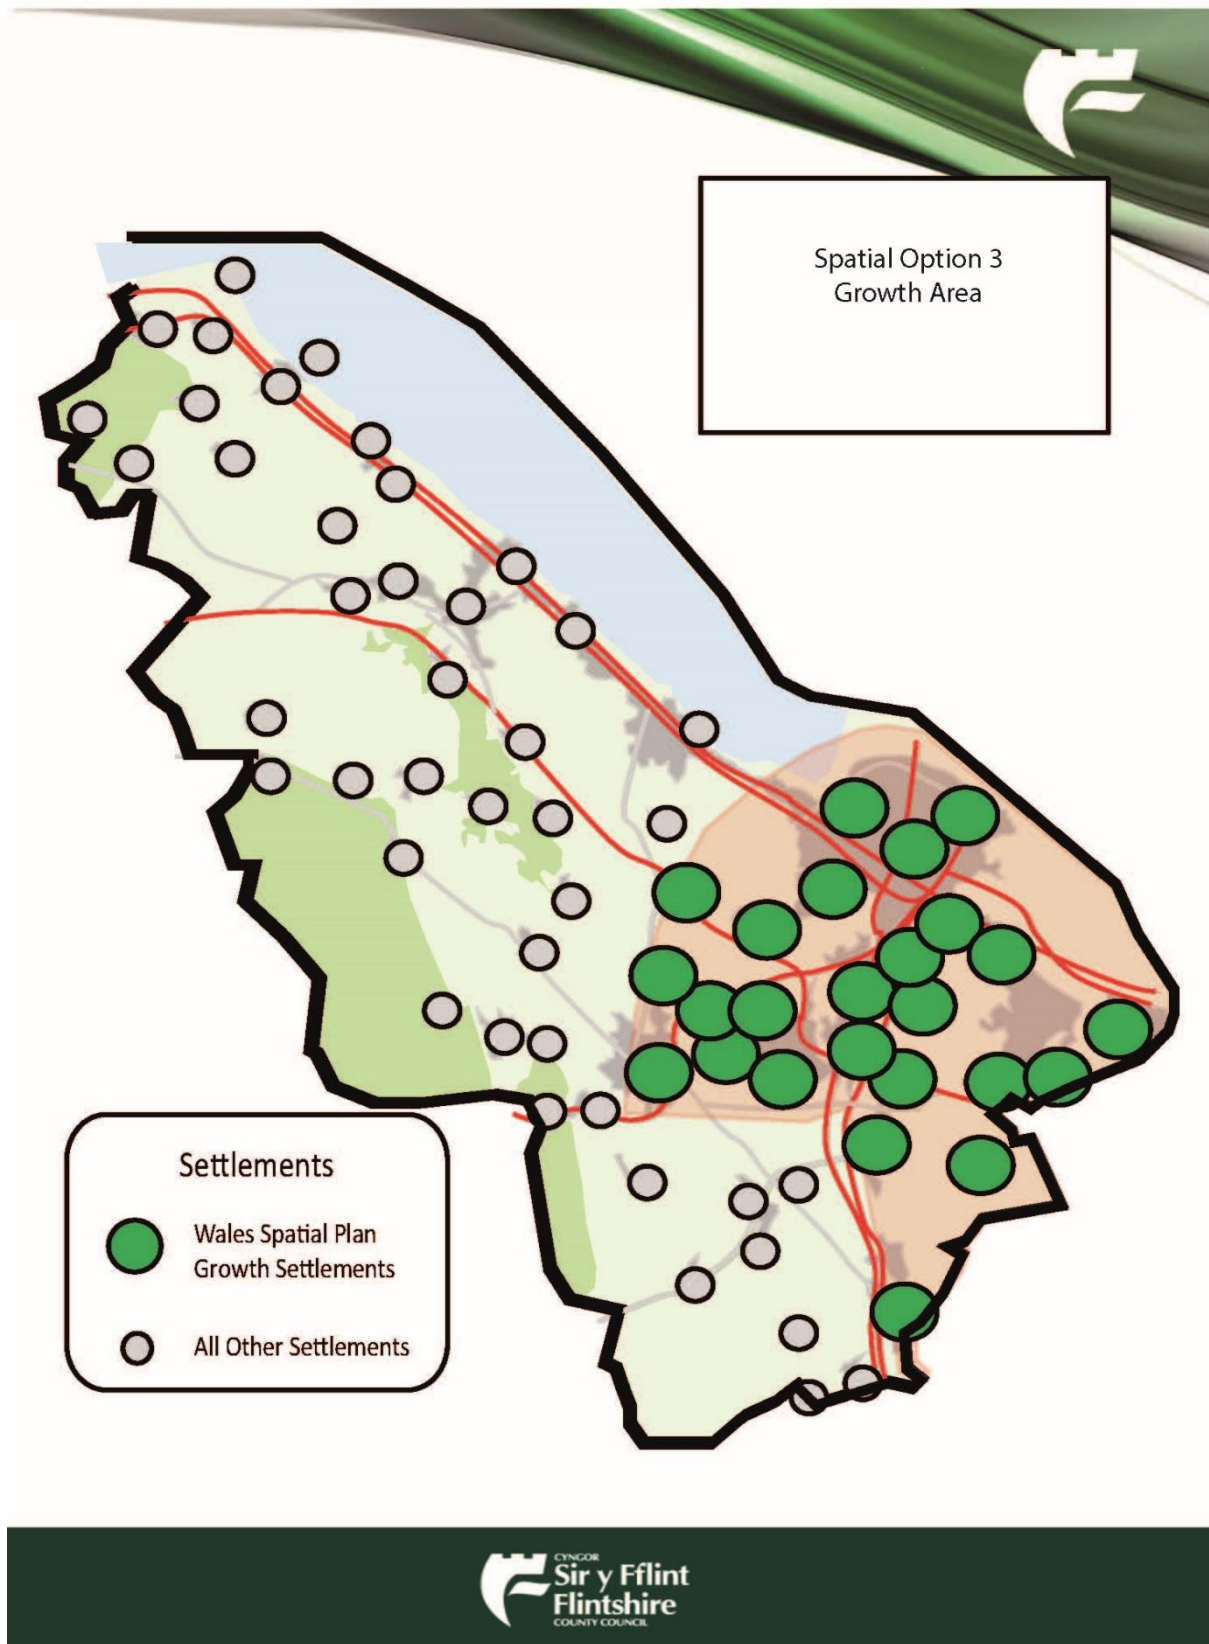 Spatial Option 3
Growth Area
Settlements
Wales Spatial Plan
Growth Settlements
All Other Settlements
CYNGOR
Sir y Fflint
Flintshire
COUNTY COUNCIL